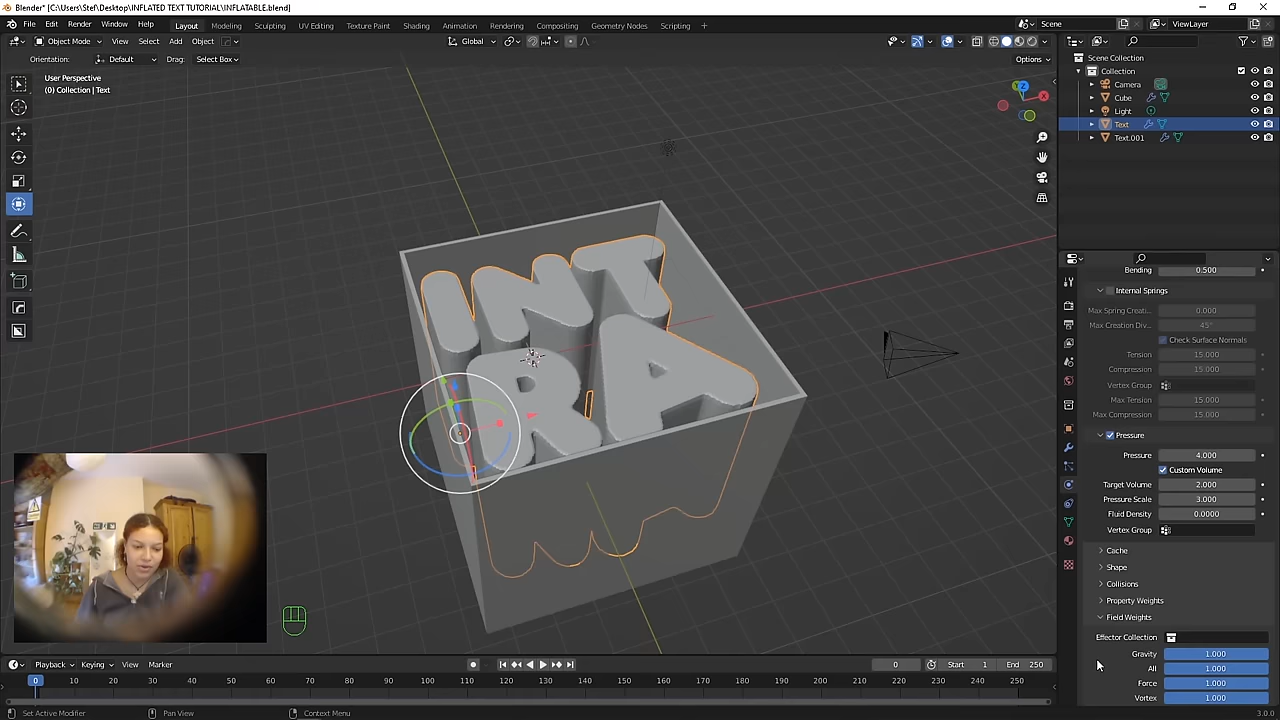 Blender* [C:\Users\Stef\Desktop\INFLATED TEXT TUTORIAL\INFLATABLE.blend]
File Edit Render Window Help Layout Modeling Sculpting UV Editing Texture Paint Shading Animation Rendering Compositing Geometry Nodes Scripting + Scene ViewLayer
Object Mode View Select Add Object Global
Orientation: Default Drag: Select Box Options
User Perspective
(0) Collection | Text
Scene Collection
Collection
Camera
Cube
Light
Text
Text.001
INT
RA
Bending 0.500
Internal Springs
Max Spring Creati... 0.000
Max Creation Div... 45°
Check Surface Normals
Tension 15.000
Compression 15.000
Vertex Group
Max Tension 15.000
Max Compression 15.000
Pressure
Pressure 4.000
Custom Volume
Target Volume 2.000
Pressure Scale 3.000
Fluid Density 0.0000
Vertex Group
Cache
Shape
Collisions
Property Weights
Field Weights
Effector Collection
Gravity 1.000
All 1.000
Force 1.000
Vortex 1.000
Playback Keying View Marker 0 Start 1 End 250
0 10 20 30 40 50 60 70 80 90 100 110 120 130 140 150 160 170 180 190 200 210 220 230 240 250
Set Active Modifier Pan View Context Menu 3.0.0